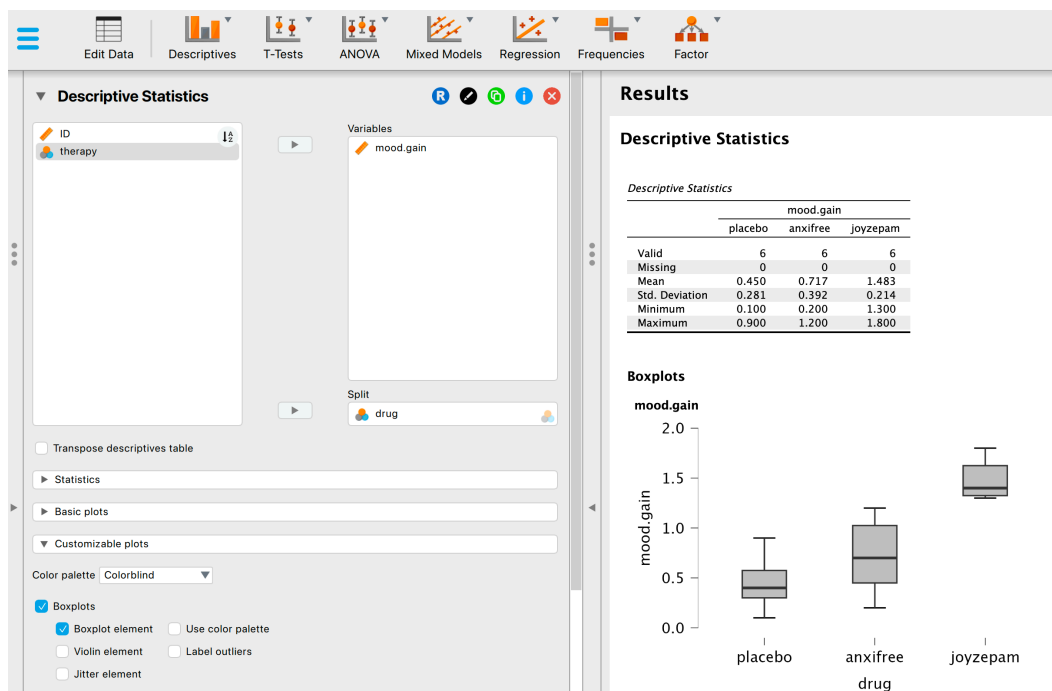 Edit Data
Descriptives
T-Tests
ANOVA
Mixed Models
Regression
Frequencies
Factor
Descriptive Statistics
R
i
ID
A
Z
therapy
Variables
mood.gain
Split
drug
Transpose descriptives table
Statistics
Basic plots
Customizable plots
Color palette Colorblind
Boxplots
Boxplot element Use color palette
Violin element Label outliers
Jitter element
Results
Descriptive Statistics
Descriptive Statistics
mood.gain
placebo anxifree joyzepam
Valid 6 6 6
Missing 0 0 0
Mean 0.450 0.717 1.483
Std. Deviation 0.281 0.392 0.214
Minimum 0.100 0.200 1.300
Maximum 0.900 1.200 1.800
Boxplots
mood.gain
2.0
1.5
1.0
0.5
0.0
mood.gain
placebo anxifree joyzepam
drug